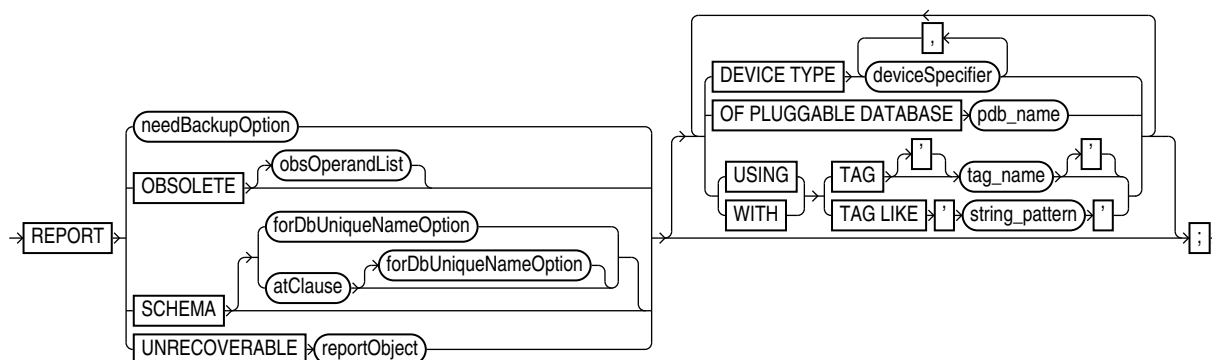 ,
DEVICE TYPE deviceSpecifier
needBackupOption
OF PLUGGABLE DATABASE pdb_name
obsOperandList
OBSOLETE
' '
USING TAG tag_name
WITH TAG LIKE ' string_pattern '
forDbUniqueNameOption
REPORT ;
forDbUniqueNameOption
atClause
SCHEMA
UNRECOVERABLE reportObject